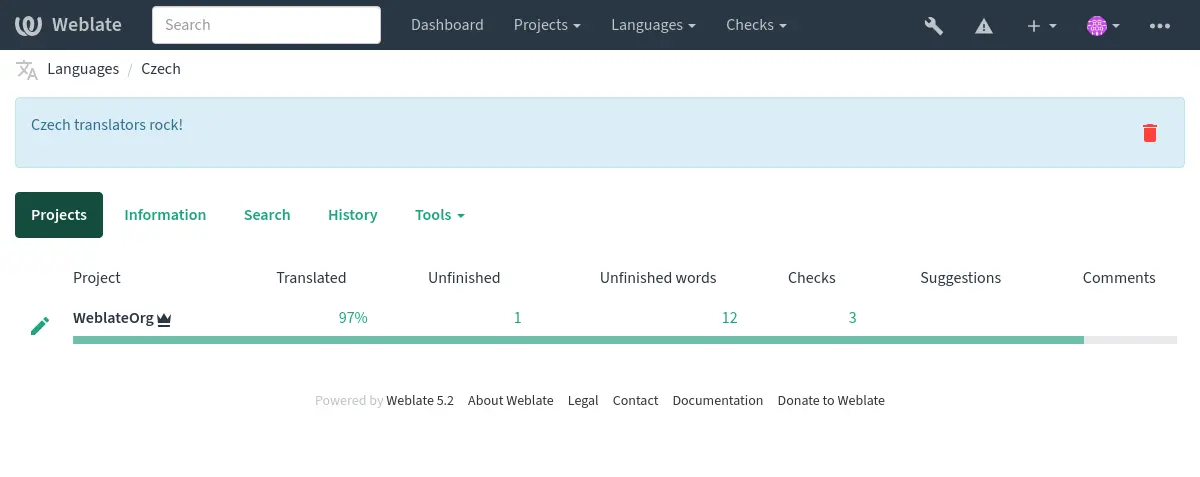 Weblate Search Dashboard Projects Languages Checks
Languages / Czech
Czech translators rock!
Projects Information Search History Tools
Project Translated Unfinished Unfinished words Checks Suggestions Comments
WeblateOrg 97% 1 12 3
Powered by Weblate 5.2 About Weblate Legal Contact Documentation Donate to Weblate